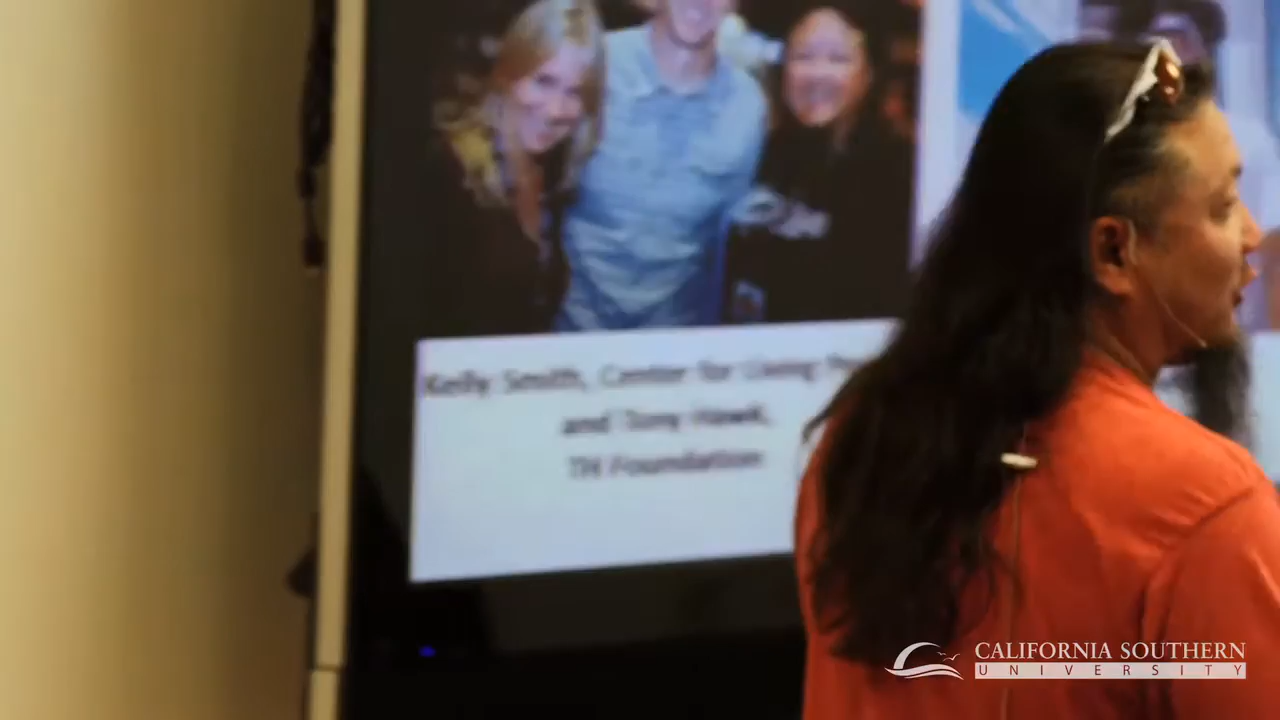 Kelly Smith, Center for Living
and Tony Hawk,
TH Foundation
CALIFORNIA SOUTHERN
UNIVERSITY